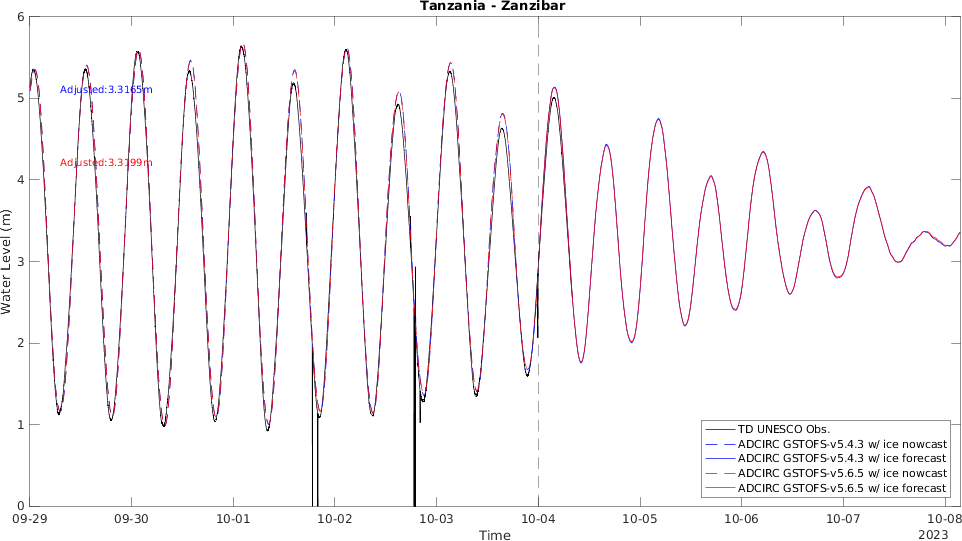 Tanzania - Zanzibar
6
5
4
3
2
1
0
Water Level (m)
Adjusted:3.3165m
Adjusted:3.3199m
TD UNESCO Obs.
ADCIRC GSTOFS-v5.4.3 w/ ice nowcast
ADCIRC GSTOFS-v5.4.3 w/ ice forecast
ADCIRC GSTOFS-v5.6.5 w/ ice nowcast
ADCIRC GSTOFS-v5.6.5 w/ ice forecast
09-29 09-30 10-01 10-02 10-03 10-04 10-05 10-06 10-07 10-08
Time
2023